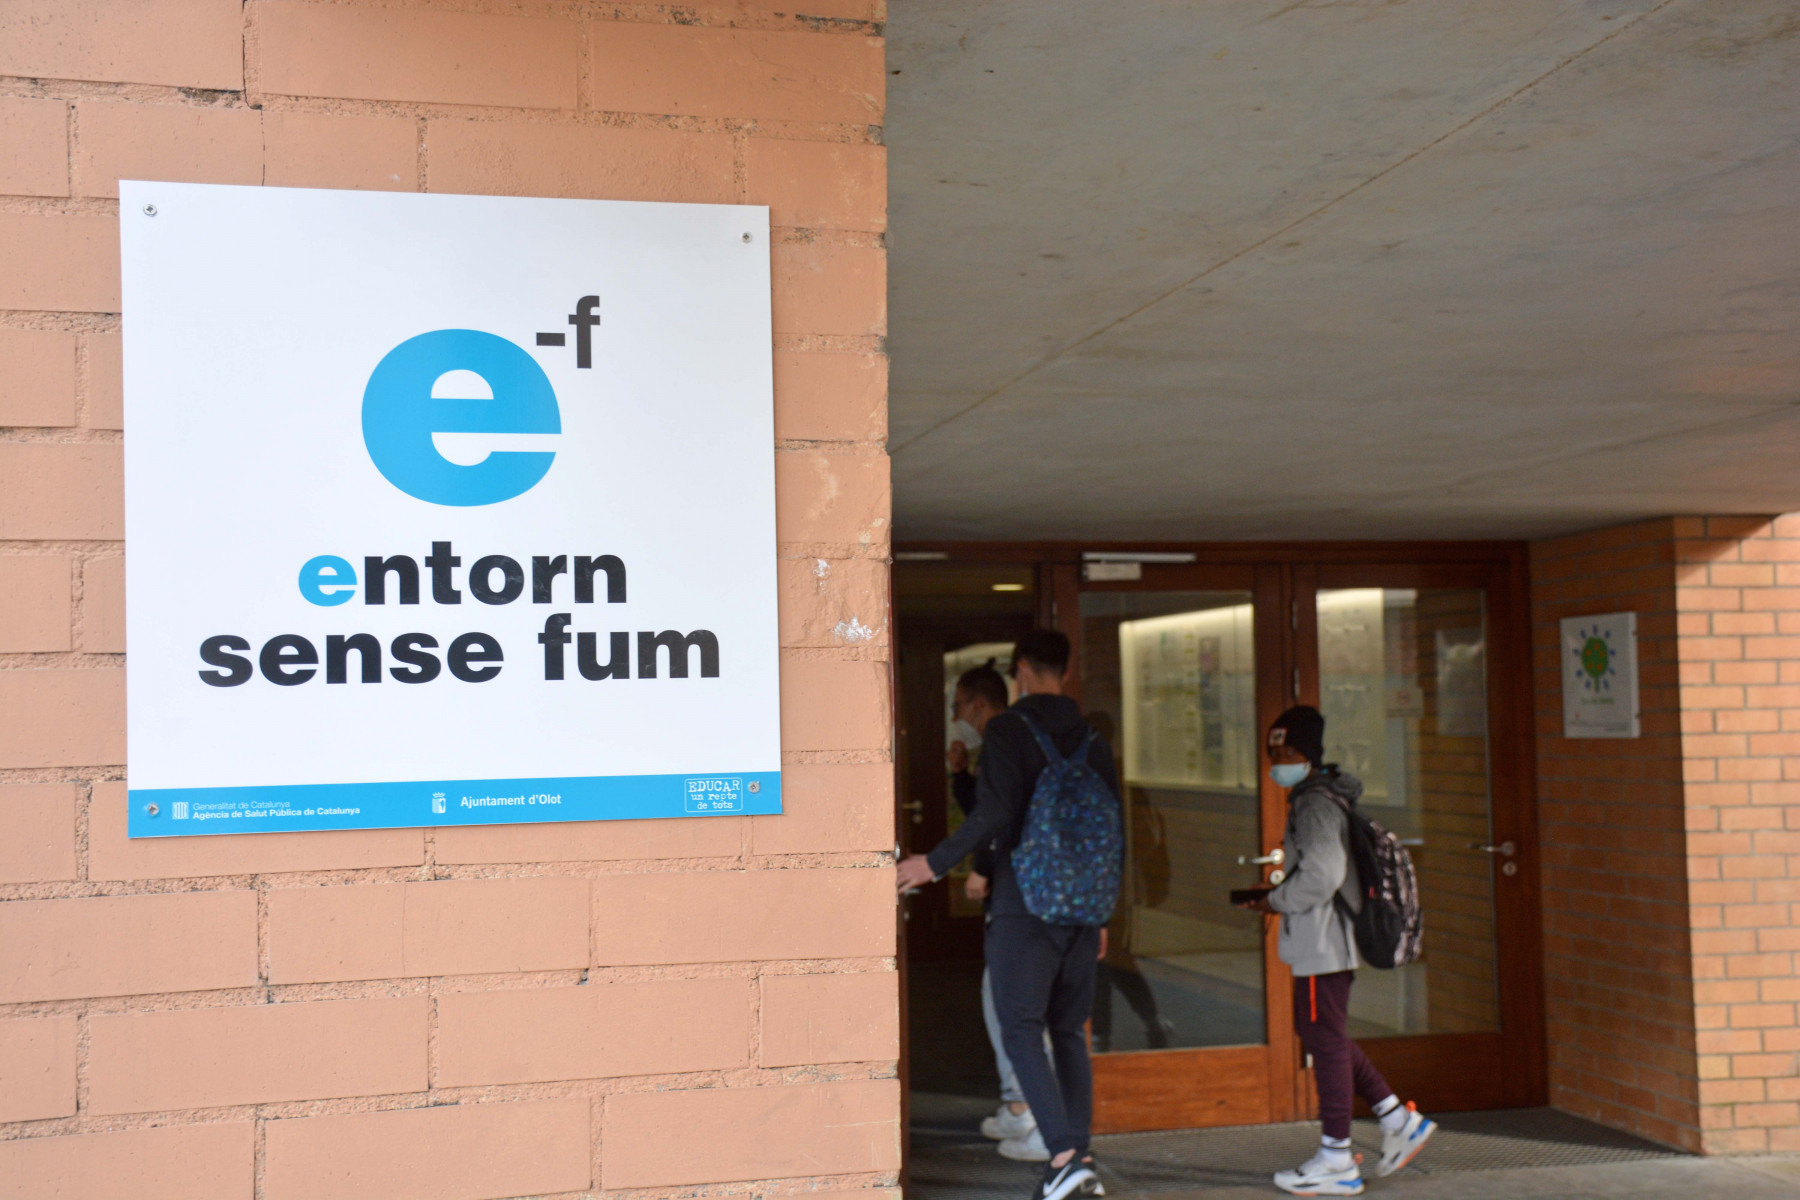 e-f
entorn
sense fum
Generalitat de Catalunya
Agència de Salut Pública de Catalunya
Ajuntament d'Olot
EDUCAR
un repte
de tots